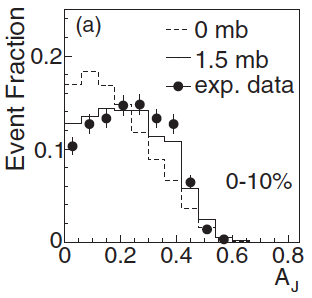 (a)
0 mb
1.5 mb
exp. data
Event Fraction
0.2
0.1
0
0-10%
0 0.2 0.4 0.6 0.8
A_J